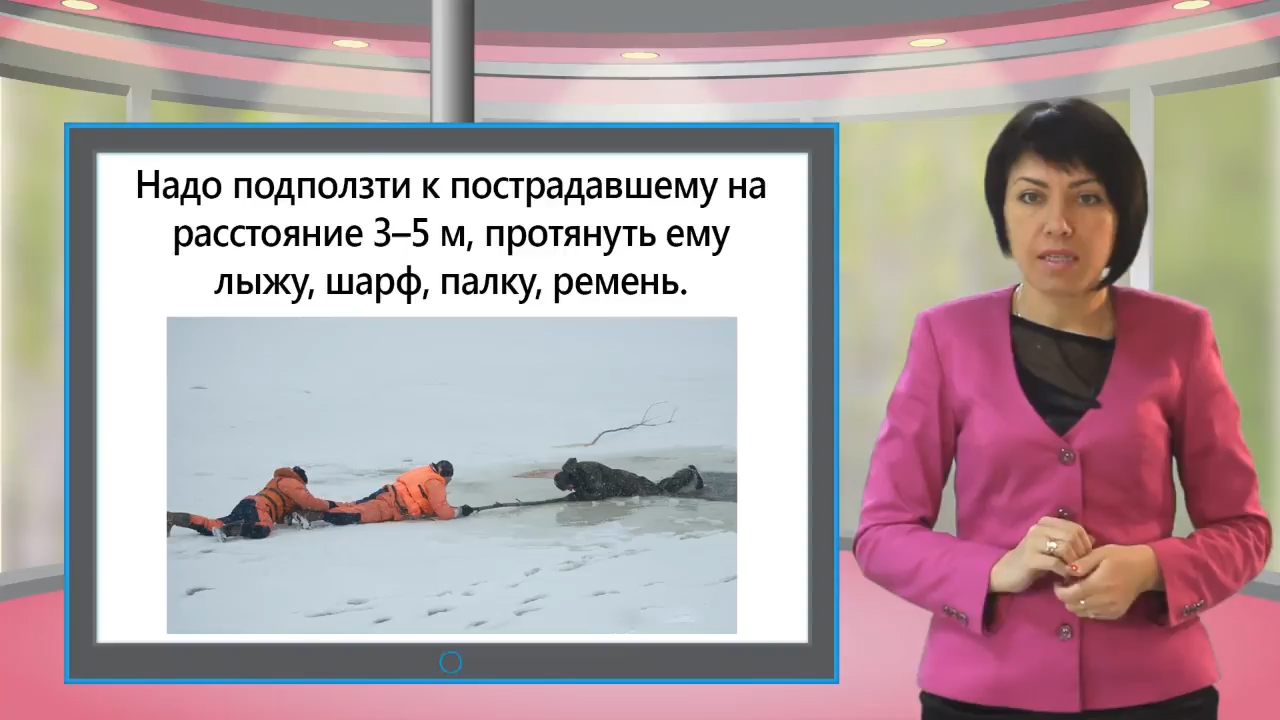 Надо подползти к пострадавшему на
расстояние 3–5 м, протянуть ему
лыжу, шарф, палку, ремень.